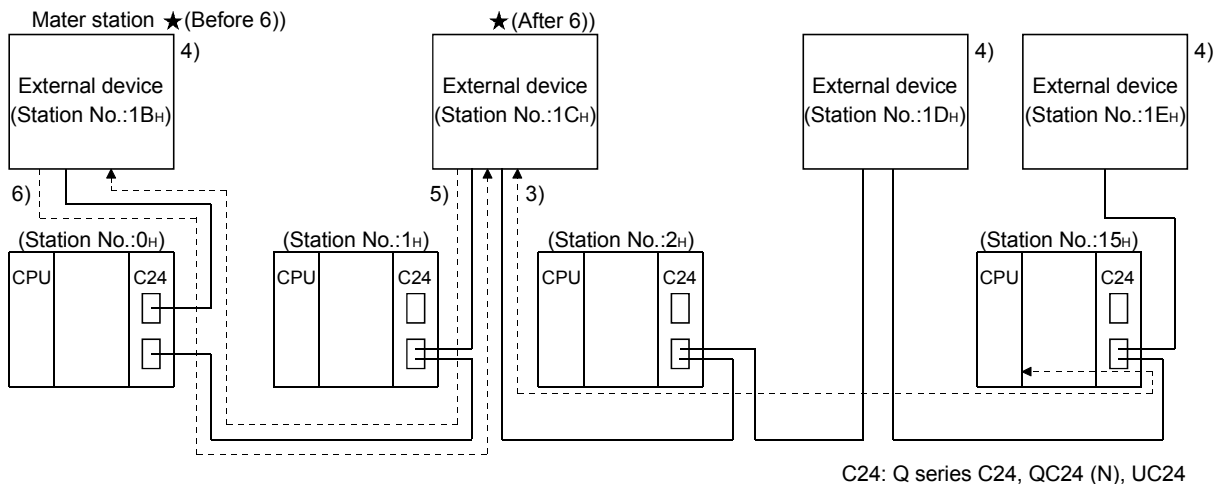 Mater station ★(Before 6))
★(After 6))
4)
External device
(Station No.:1BH)
External device
(Station No.:1CH)
4)
External device
(Station No.:1DH)
4)
External device
(Station No.:1EH)
6)
5)
3)
(Station No.:0H)
CPU
C24
(Station No.:1H)
CPU
C24
(Station No.:2H)
CPU
C24
(Station No.:15H)
CPU
C24
C24: Q series C24, QC24 (N), UC24